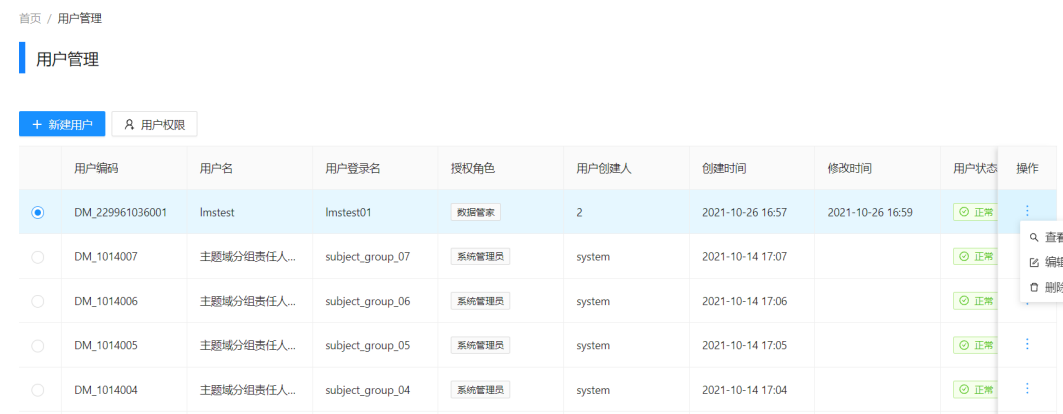 首页 / 用户管理
用户管理
新建用户 用户权限
用户编码 用户名 用户登录名 授权角色 用户创建人 创建时间 修改时间 用户状态 操作
DM_229961036001 lmstest lmstest01 数据管家 2 2021-10-26 16:57 2021-10-26 16:59 正常
查看
DM_1014007 主题域分组责任人... subject_group_07 系统管理员 system 2021-10-14 17:07 正常
编辑
删除
DM_1014006 主题域分组责任人... subject_group_06 系统管理员 system 2021-10-14 17:06 正常
DM_1014005 主题域分组责任人... subject_group_05 系统管理员 system 2021-10-14 17:05 正常
DM_1014004 主题域分组责任人... subject_group_04 系统管理员 system 2021-10-14 17:04 正常